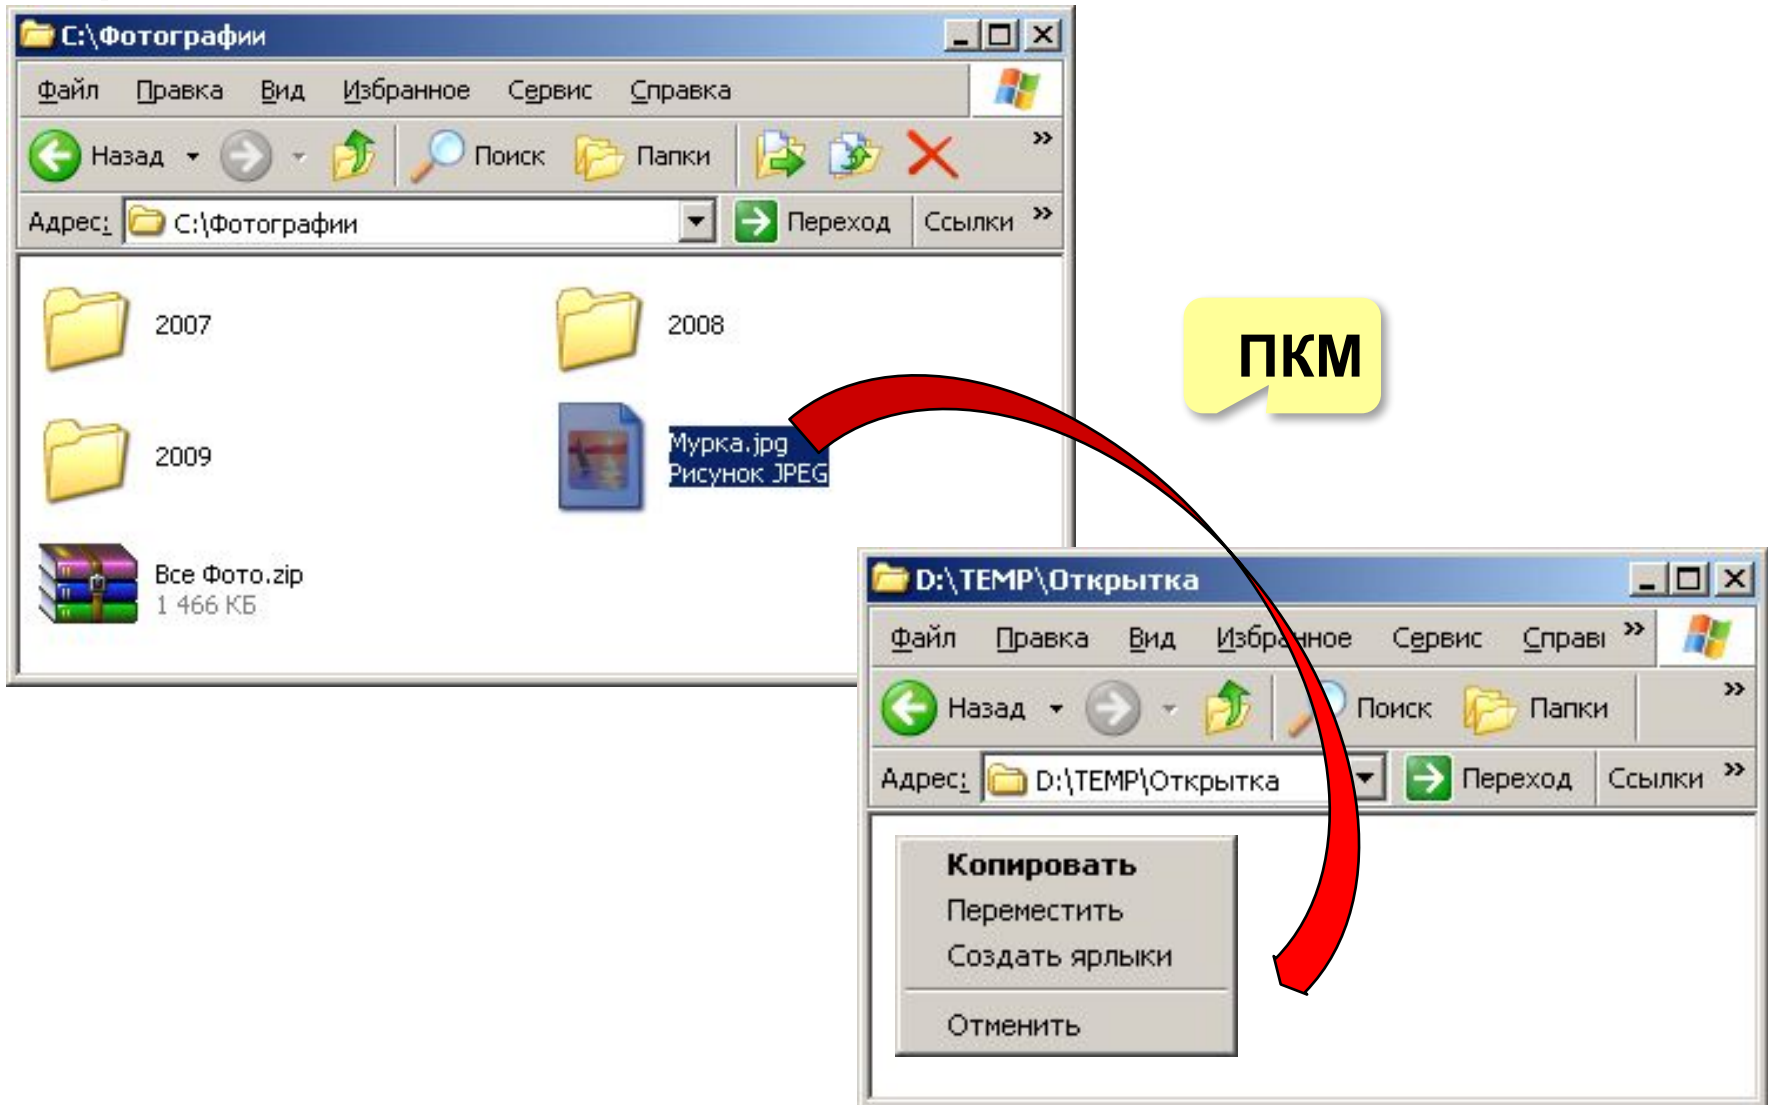 C:\Фотографии
Файл Правка Вид Избранное Сервис Справка
Назад Поиск Папки »
Адрес: C:\Фотографии Переход Ссылки »
2007 2008
2009
Мурка.jpg
Рисунок JPEG
Все Фото.zip
1 466 КБ
ПКМ
D:\TEMP\Открытка
Файл Правка Вид Избранное Сервис Справ »
Назад Поиск Папки »
Адрес: D:\TEMP\Открытка Переход Ссылки »
Копировать
Переместить
Создать ярлыки
Отменить